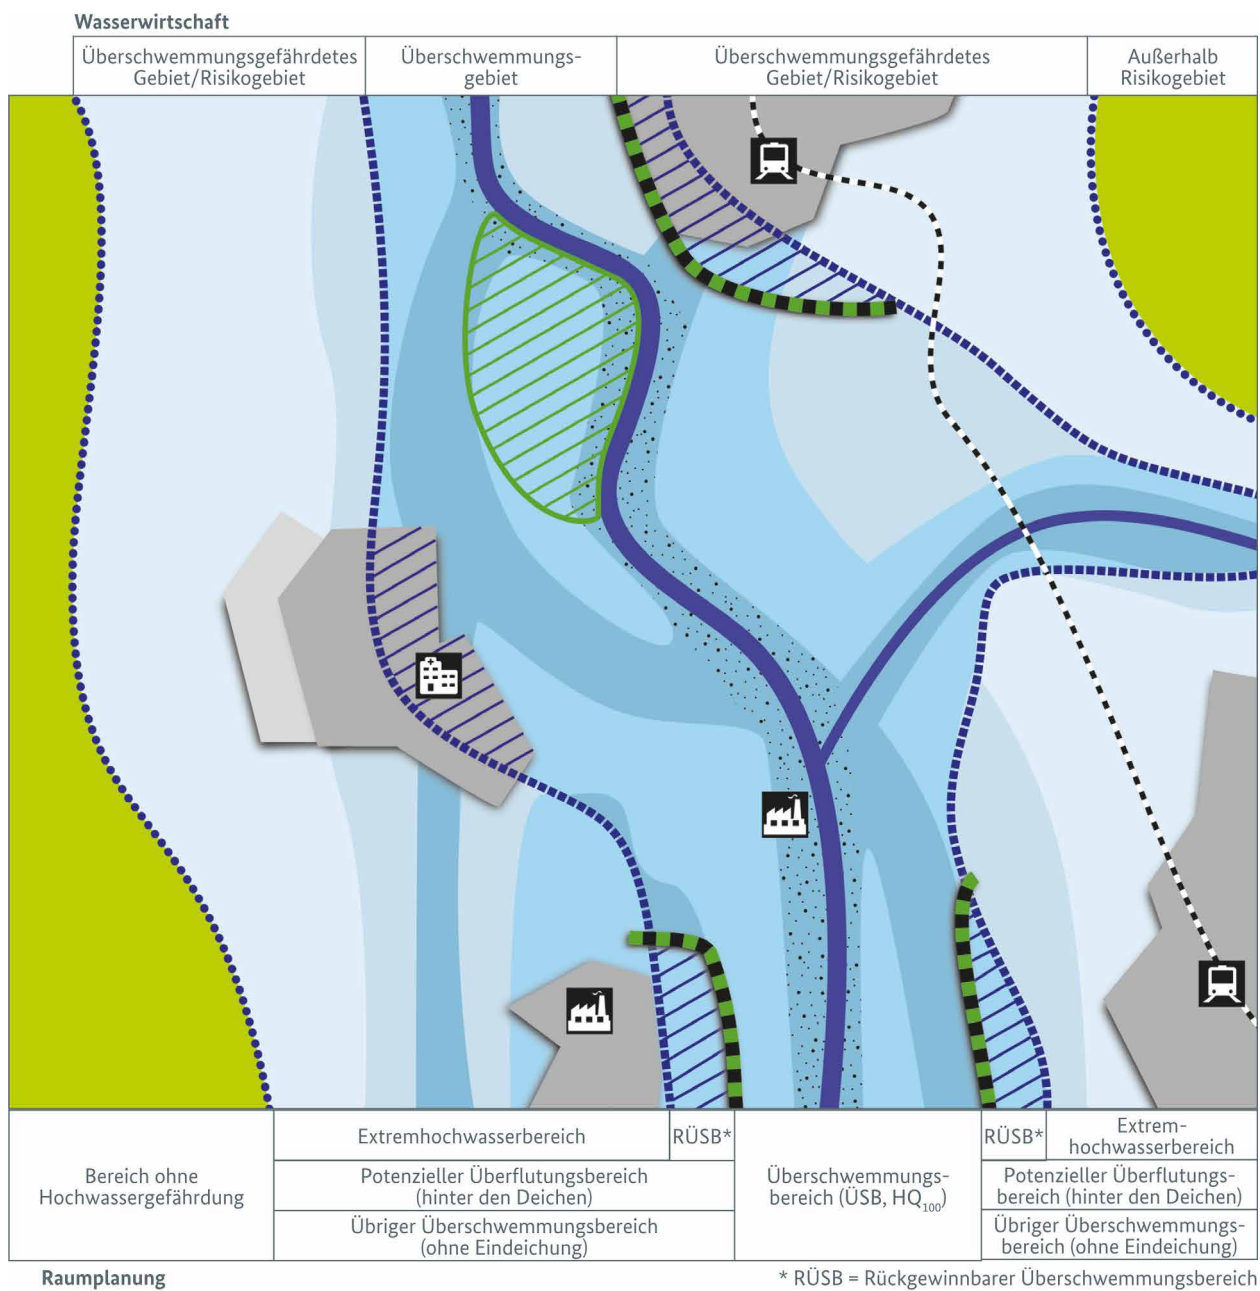 Wasserwirtschaft
Überschwemmungsgefährdetes
Gebiet/Risikogebiet
Überschwemmungs-
gebiet
Überschwemmungsgefährdetes
Gebiet/Risikogebiet
Außerhalb
Risikogebiet
Bereich ohne
Hochwassergefährdung
Extremhochwasserbereich
RÜSB*
Potenzieller Überflutungsbereich
(hinter den Deichen)
Übriger Überschwemmungsbereich
(ohne Eindeichung)
Überschwemmungs-
bereich (ÜSB, HQ₁₀₀)
RÜSB*
Extrem-
hochwasserbereich
Potenzieller Überflutungs-
bereich (hinter den Deichen)
Übriger Überschwemmungs-
bereich (ohne Eindeichung)
Raumplanung
* RÜSB = Rückgewinnbarer Überschwemmungsbereich